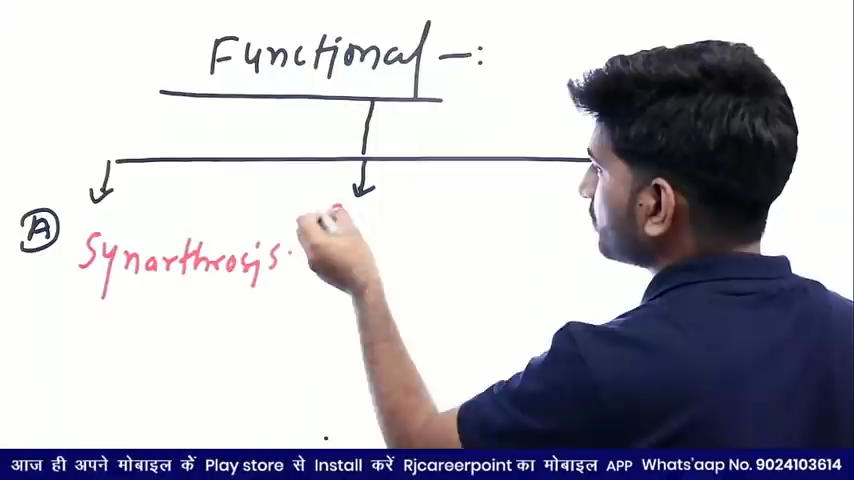 Functional -:
A
Synarthrosis.
आज ही अपने मोबाइल कें Play store से Install करें Rjcareerpoint का मोबाइल APP Whats'aap No. 9024103614